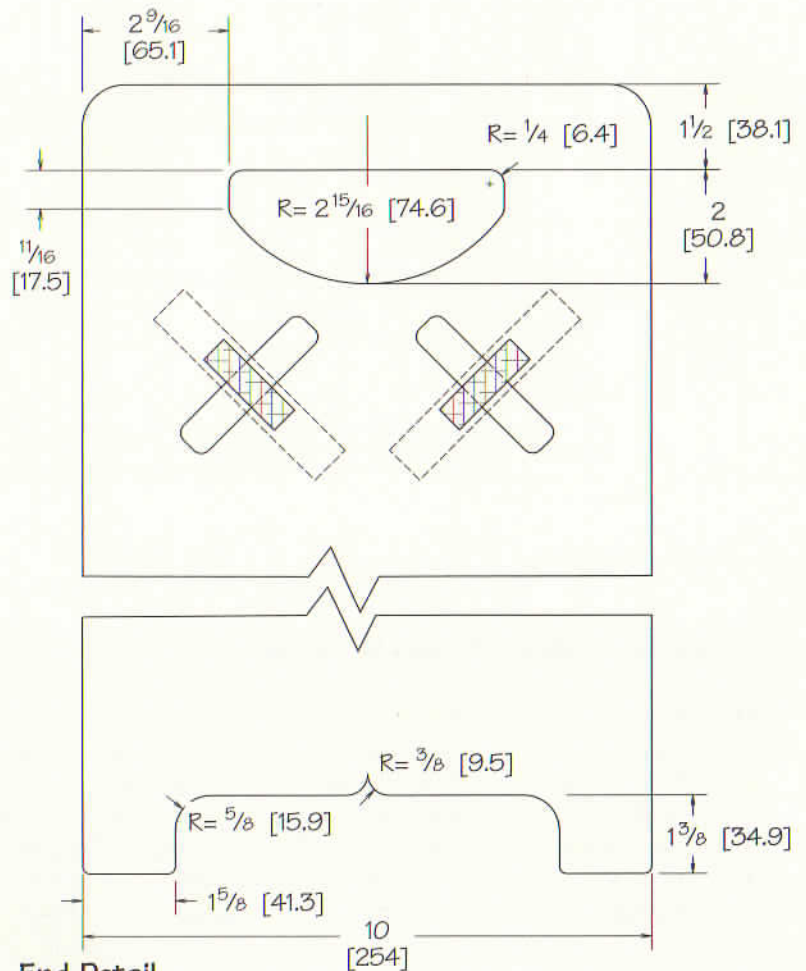 2 9/16
[65.1]
R= 1/4 [6.4]
1 1/2 [38.1]
R= 2 15/16 [74.6]
2
[50.8]
11/16
[17.5]
R= 3/8 [9.5]
R= 5/8 [15.9]
1 3/8 [34.9]
1 5/8 [41.3]
10
[254]
End Detail